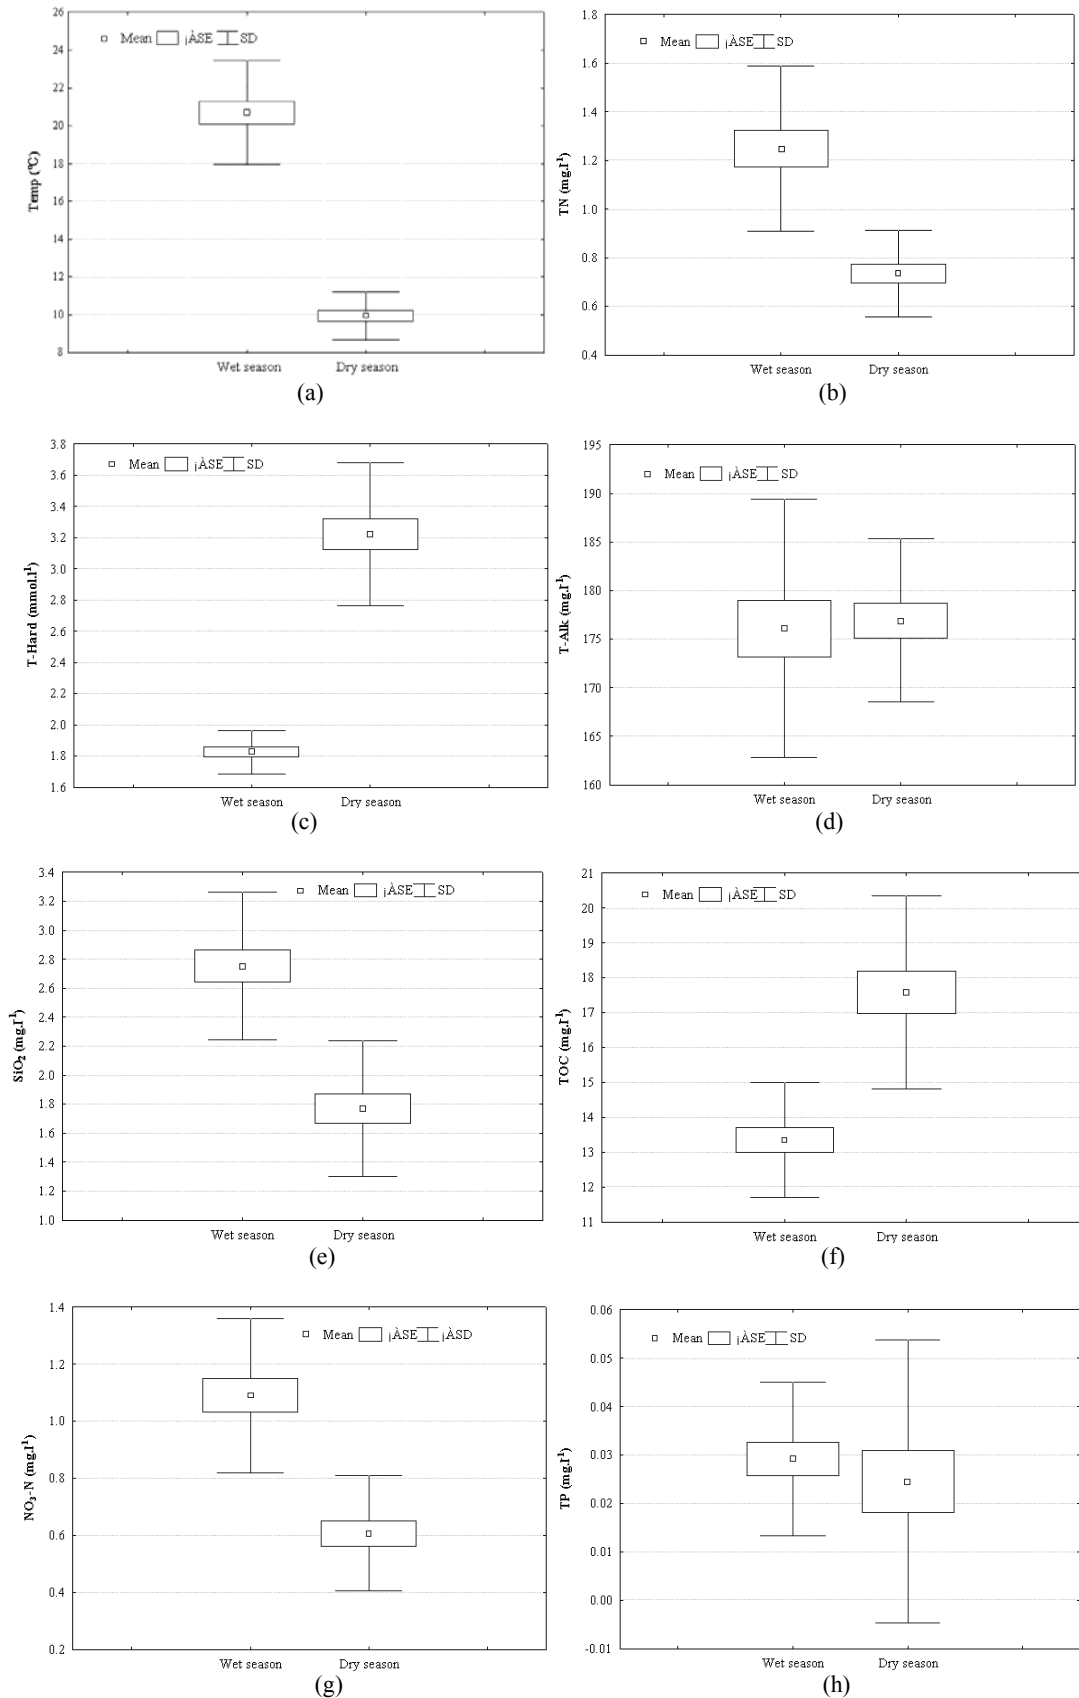 26
24
22
20
18
16
14
12
10
8
Temp (°C)
Mean ¡ÀSE SD
Wet season Dry season
(a)
1.8
1.6
1.4
1.2
1.0
0.8
0.6
0.4
TN (mg.l-1)
Mean ¡ÀSE SD
Wet season Dry season
(b)
3.8
3.6
3.4
3.2
3.0
2.8
2.6
2.4
2.2
2.0
1.8
1.6
T-Hard (mmol.l1)
Mean ¡ÀSE SD
Wet season Dry season
(c)
195
190
185
180
175
170
165
160
T-Alk (mg.l1)
Mean ¡ÀSE SD
Wet season Dry season
(d)
3.4
3.2
3.0
2.8
2.6
2.4
2.2
2.0
1.8
1.6
1.4
1.2
1.0
SiO2 (mg.l1)
Mean ¡ÀSE SD
Wet season Dry season
(e)
21
20
19
18
17
16
15
14
13
12
11
TOC (mg.l-1)
Mean ¡ÀSE SD
Wet season Dry season
(f)
1.4
1.2
1.0
0.8
0.6
0.4
0.2
NO3-N (mg.l1)
Mean ¡ÀSE ¡ÀSD
Wet season Dry season
(g)
0.06
0.05
0.04
0.03
0.02
0.01
0.00
-0.01
TP (mg.l1)
Mean ¡ÀSE SD
Wet season Dry season
(h)